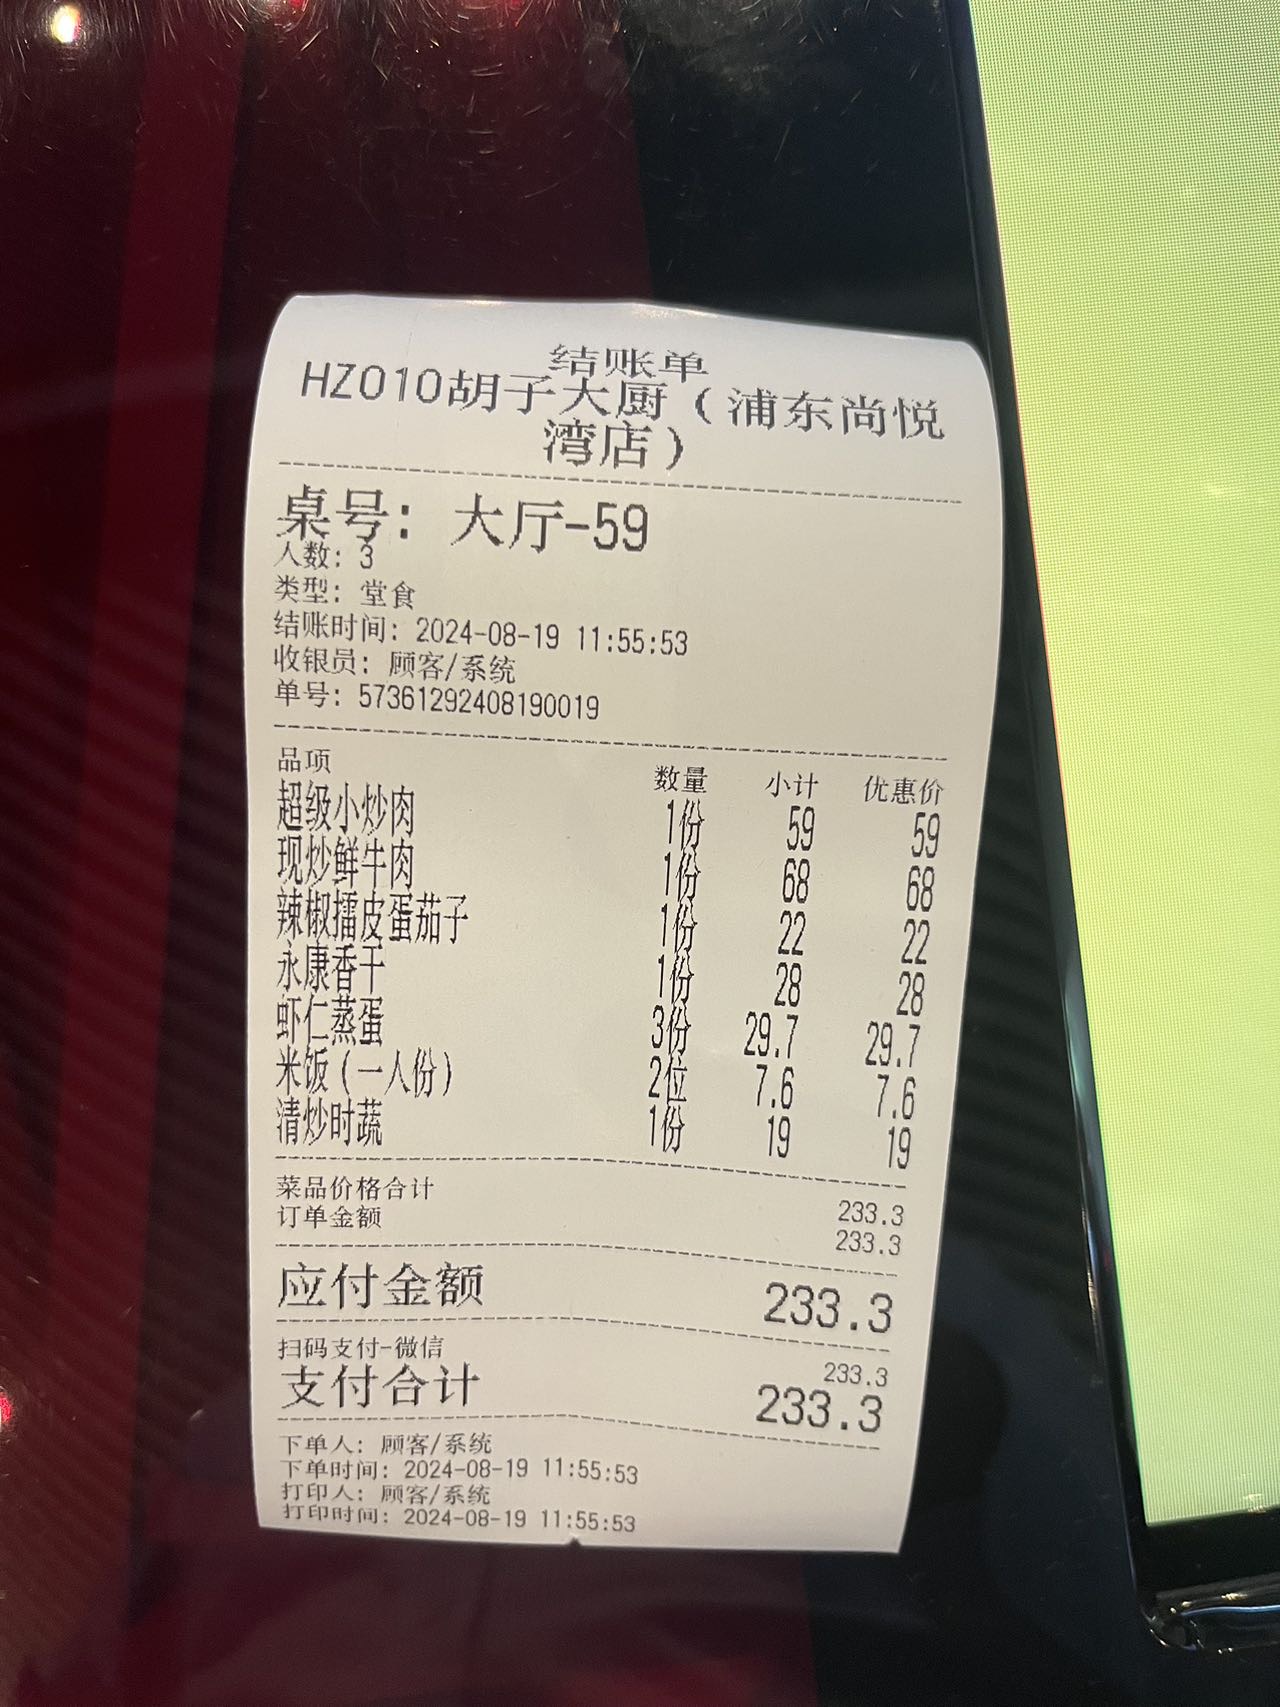 结账单
HZ010胡子大厨（浦东尚悦
湾店）
桌号：大厅-59
人数：3
类型：堂食
结账时间：2024-08-19 11:55:53
收银员：顾客/系统
单号：573612924081900​19
品项 数量 小计 优惠价
超级小炒肉 1份 59 59
现炒鲜牛肉 1份 68 68
辣椒擂皮蛋茄子 1份 22 22
永康香干 1份 28 28
虾仁蒸蛋 3份 29.7 29.7
米饭（一人份） 2位 7.6 7.6
清炒时蔬 1份 19 19
菜品价格合计 233.3
订单金额 233.3
应付金额 233.3
扫码支付-微信 233.3
支付合计 233.3
下单人：顾客/系统
下单时间：2024-08-19 11:55:53
打印人：顾客/系统
打印时间：2024-08-19 11:55:53